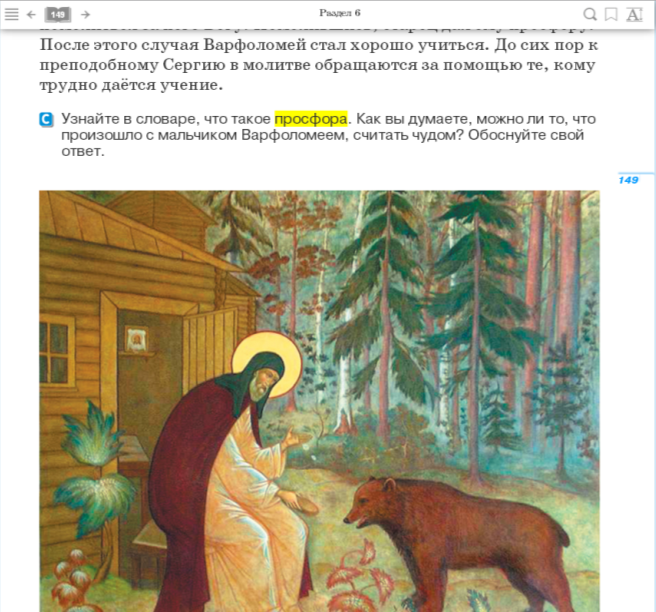 149
Раздел 6
После этого случая Варфоломей стал хорошо учиться. До сих пор к
преподобному Сергию в молитве обращаются за помощью те, кому
трудно даётся учение.
С Узнайте в словаре, что такое просфора. Как вы думаете, можно ли то, что
произошло с мальчиком Варфоломеем, считать чудом? Обоснуйте свой
ответ.
149